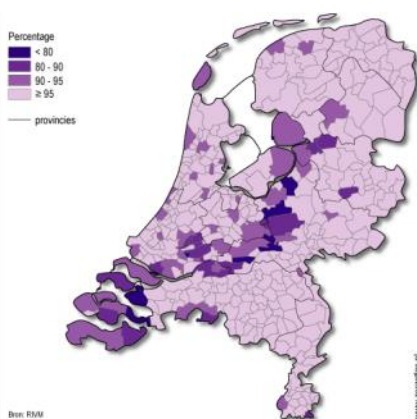 Percentage
< 80
80 - 90
90 - 95
≥ 95
provincies
Bron: RIVM